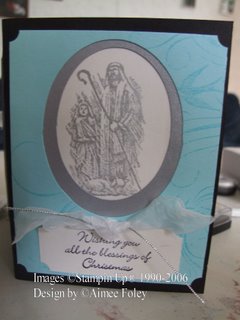 Wishing you
all the blessings of
Christmas
Images ©Stampin Up® 1990-2006
Design by ©Aimee Foley